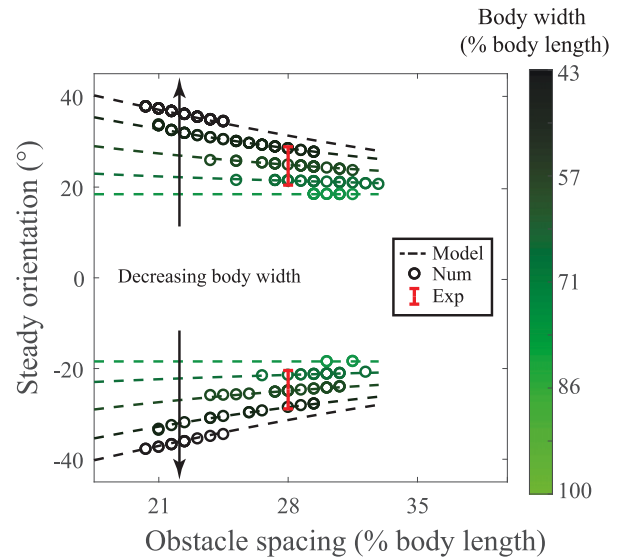 Body width
(% body length)
43
57
71
86
100
Steady orientation (°)
40
20
0
-20
-40
Decreasing body width
Model
Num
Exp
21
28
35
Obstacle spacing (% body length)